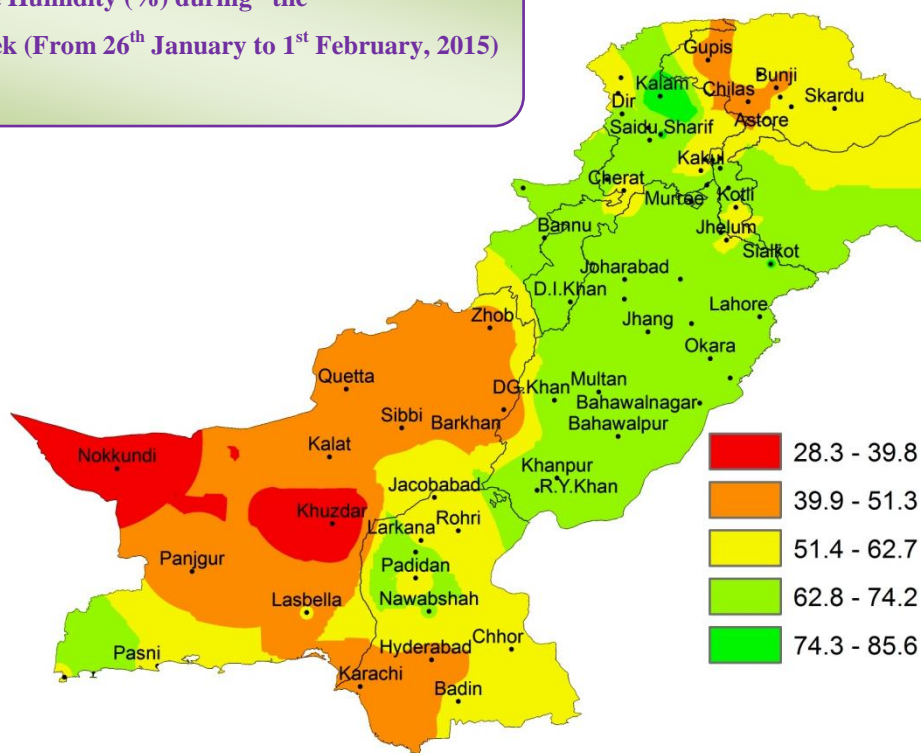 Humidity (%) during the
(From 26th January to 1st February, 2015)
Gupis
Bunji
Kalam
Chilas
Skardu
Dir
Astore
Saidu Sharif
Kakul
Cherat
Murree
Kotli
Bannu
Jhelum
Sialkot
Joharabad
D.I.Khan
Lahore
Zhob
Jhang
Okara
Quetta
DG.Khan
Multan
Bahawalnagar
Sibbi
Barkhan
Bahawalpur
Kalat
Nokkundi
Khanpur
R.Y.Khan
Jacobabad
Khuzdar
Rohri
Larkana
Panjgur
Padidan
Lasbella
Nawabshah
Chhor
Pasni
Hyderabad
Karachi
Badin
28.3 - 39.8
39.9 - 51.3
51.4 - 62.7
62.8 - 74.2
74.3 - 85.6